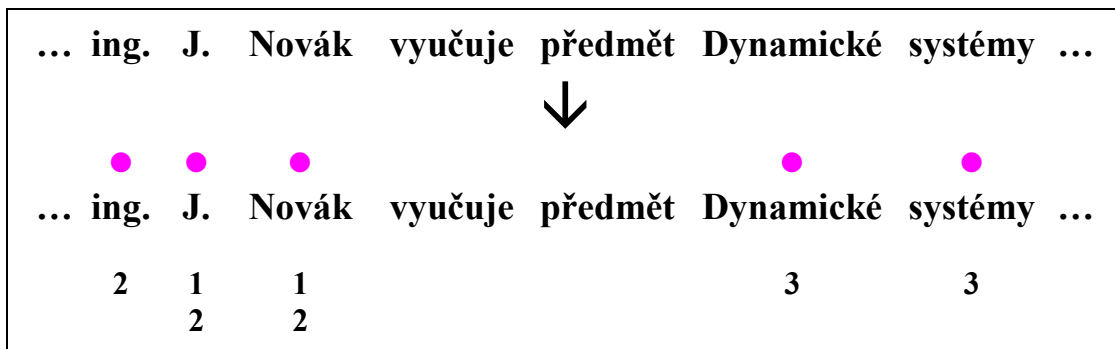 … ing. J. Novák vyučuje předmět Dynamické systémy …
… ing. J. Novák vyučuje předmět Dynamické systémy …
2 1 1 3 3
2 2